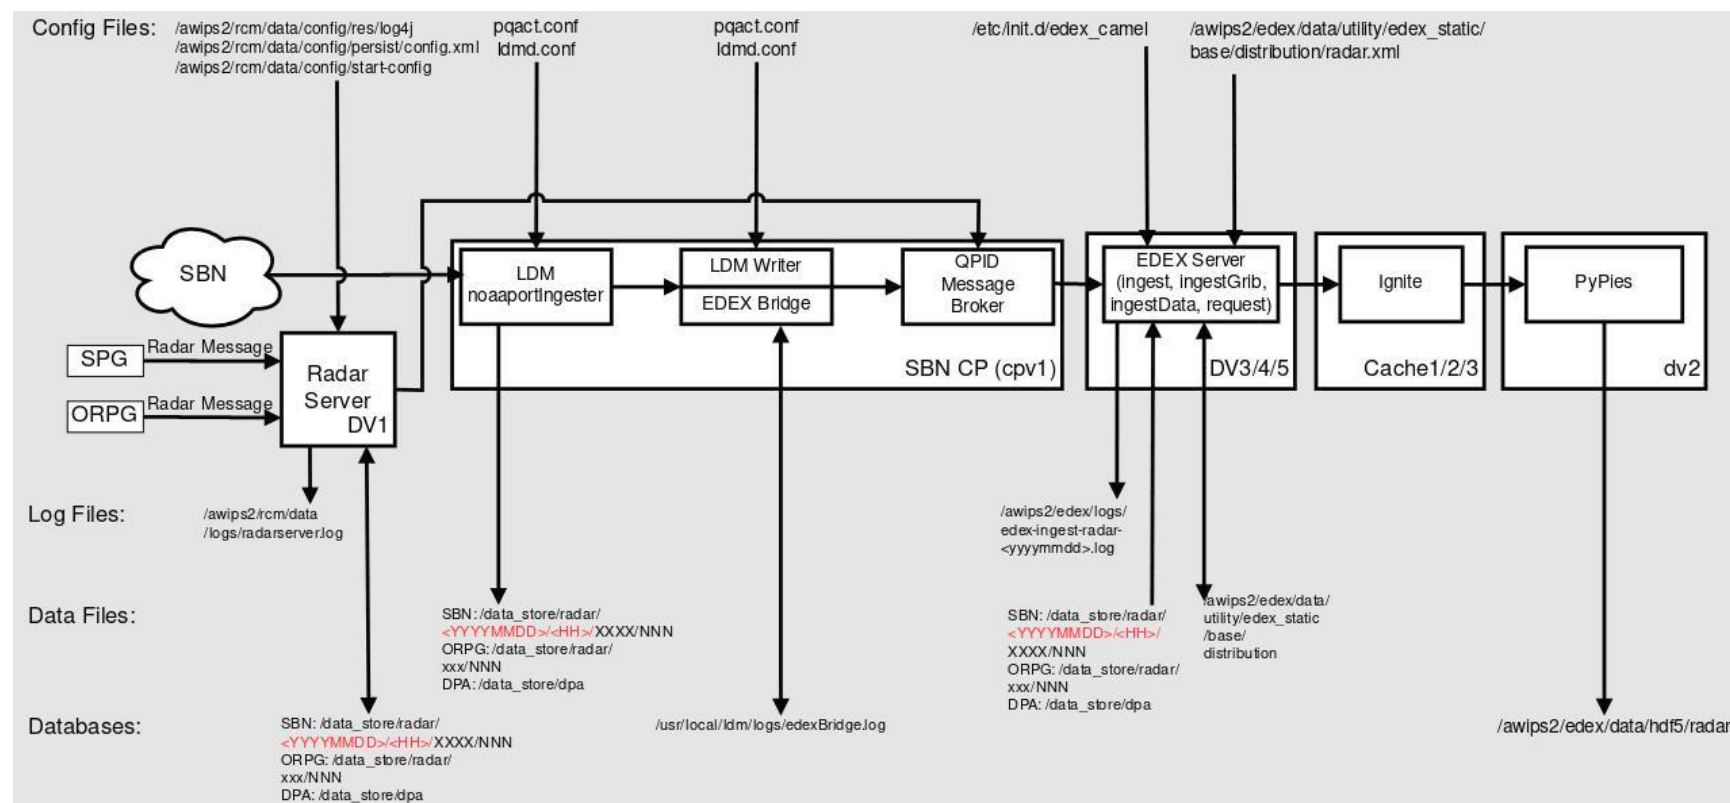 Config Files:
/awips2/rcm/data/config/res/log4j
/awips2/rcm/data/config/persist/config.xml
/awips2/rcm/data/config/start-config
pqact.conf
ldmd.conf
pqact.conf
ldmd.conf
/etc/init.d/edex_camel
/awips2/edex/data/utility/edex_static/
base/distribution/radar.xml
SBN
LDM
noaaportIngester
LDM Writer
EDEX Bridge
QPID
Message
Broker
SBN CP (cpv1)
EDEX Server
(ingest, ingestGrib,
ingestData, request)
DV3/4/5
Ignite
Cache1/2/3
PyPies
dv2
SPG
Radar Message
ORPG
Radar Message
Radar
Server
DV1
Log Files:
/awips2/rcm/data
/logs/radarserver.log
/awips2/edex/logs/
edex-ingest-radar-
<yyyymmdd>.log
Data Files:
SBN: /data_store/radar/
<YYYYMMDD>/<HH>/XXXX/NNN
ORPG: /data_store/radar/
xxx/NNN
DPA: /data_store/dpa
SBN: /data_store/radar/
<YYYYMMDD>/<HH>/
XXXX/NNN
ORPG: /data_store/radar/
xxx/NNN
DPA: /data_store/dpa
/awips2/edex/data/
utility/edex_static
/base/
distribution
Databases:
SBN: /data_store/radar/
<YYYYMMDD>/<HH>/XXXX/NNN
ORPG: /data_store/radar/
xxx/NNN
DPA: /data_store/dpa
/usr/local/ldm/logs/edexBridge.log
/awips2/edex/data/hdf5/radar